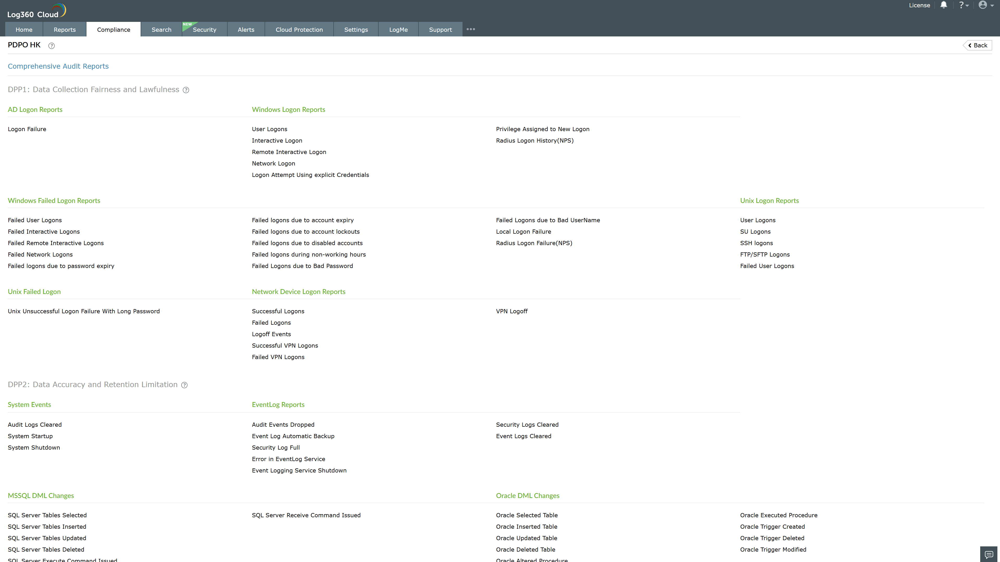 License
?
Log360 Cloud
Home
Reports
Compliance
Search
NEW
Security
Alerts
Cloud Protection
Settings
LogMe
Support
PDPO HK ?
Back
Comprehensive Audit Reports
DPP1: Data Collection Fairness and Lawfulness ?
AD Logon Reports
Logon Failure
Windows Logon Reports
User Logons
Interactive Logon
Remote Interactive Logon
Network Logon
Logon Attempt Using explicit Credentials
Privilege Assigned to New Logon
Radius Logon History(NPS)
Windows Failed Logon Reports
Failed User Logons
Failed Interactive Logons
Failed Remote Interactive Logons
Failed Network Logons
Failed logons due to password expiry
Failed logons due to account expiry
Failed logons due to account lockouts
Failed logons due to disabled accounts
Failed logons during non-working hours
Failed Logons due to Bad Password
Failed Logons due to Bad UserName
Local Logon Failure
Radius Logon Failure(NPS)
Unix Logon Reports
User Logons
SU Logons
SSH logons
FTP/SFTP Logons
Failed User Logons
Unix Failed Logon
Unix Unsuccessful Logon Failure With Long Password
Network Device Logon Reports
Successful Logons
Failed Logons
Logoff Events
Successful VPN Logons
Failed VPN Logons
VPN Logoff
DPP2: Data Accuracy and Retention Limitation ?
System Events
Audit Logs Cleared
System Startup
System Shutdown
EventLog Reports
Audit Events Dropped
Event Log Automatic Backup
Security Log Full
Error in EventLog Service
Event Logging Service Shutdown
Security Logs Cleared
Event Logs Cleared
MSSQL DML Changes
SQL Server Tables Selected
SQL Server Tables Inserted
SQL Server Tables Updated
SQL Server Tables Deleted
SQL Server Execute Command Issued
SQL Server Receive Command Issued
Oracle DML Changes
Oracle Selected Table
Oracle Inserted Table
Oracle Updated Table
Oracle Deleted Table
Oracle Altered Procedure
Oracle Executed Procedure
Oracle Trigger Created
Oracle Trigger Deleted
Oracle Trigger Modified